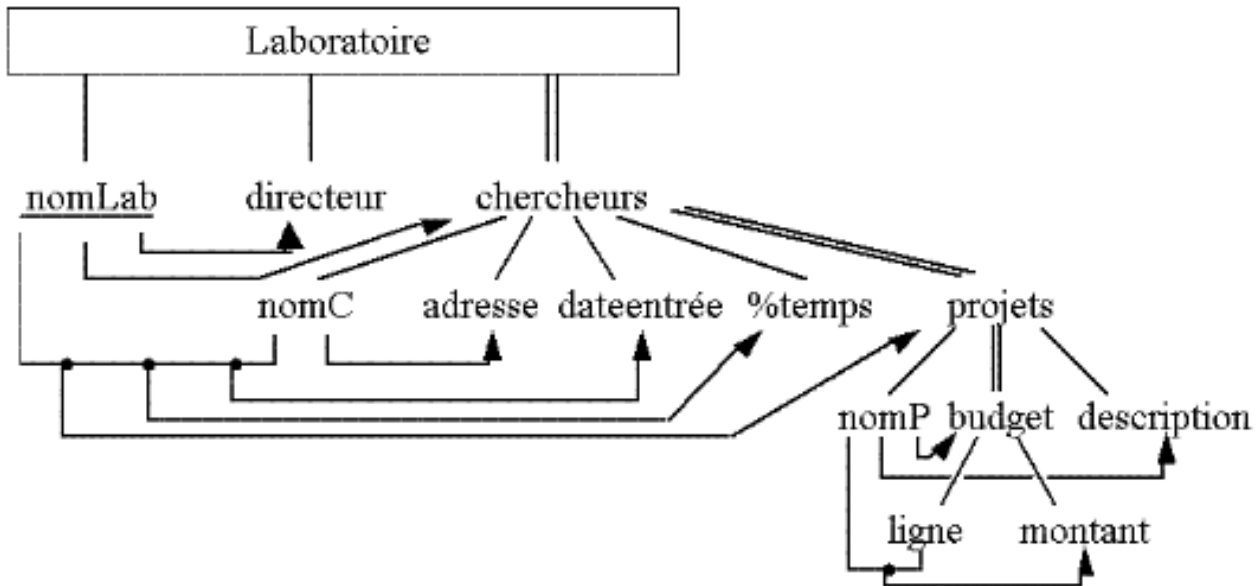 Laboratoire
nomLab directeur chercheurs
nomC adresse dateentrée %temps projets
nomP budget description
ligne montant